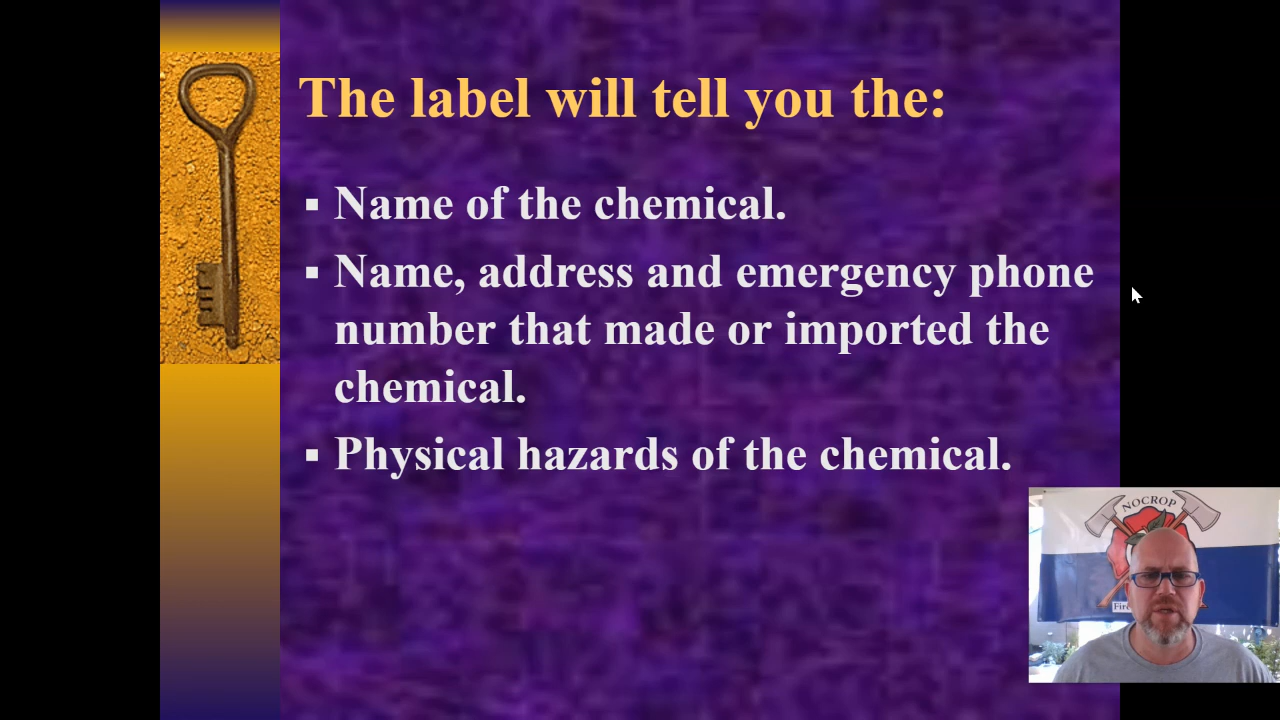 The label will tell you the:
▪ Name of the chemical.
▪ Name, address and emergency phone
number that made or imported the
chemical.
▪ Physical hazards of the chemical.
NOCROP
Fire